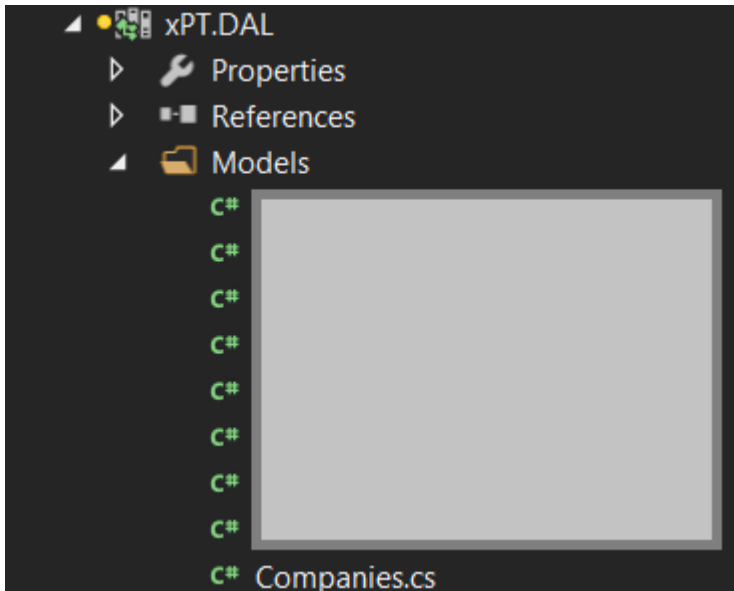 xPT.DAL
Properties
References
Models
C#
C#
C#
C#
C#
C#
C#
C#
C# Companies.cs